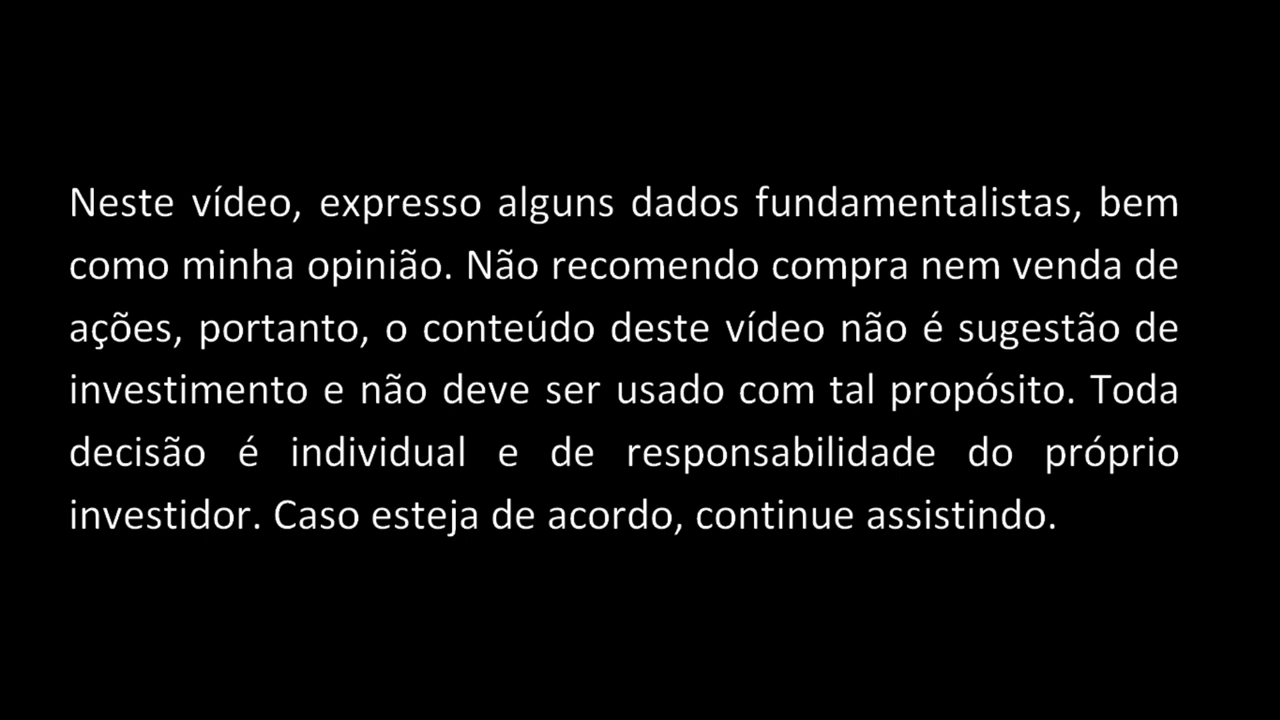 Neste vídeo, expresso alguns dados fundamentalistas, bem
como minha opinião. Não recomendo compra nem venda de
ações, portanto, o conteúdo deste vídeo não é sugestão de
investimento e não deve ser usado com tal propósito. Toda
decisão é individual e de responsabilidade do próprio
investidor. Caso esteja de acordo, continue assistindo.